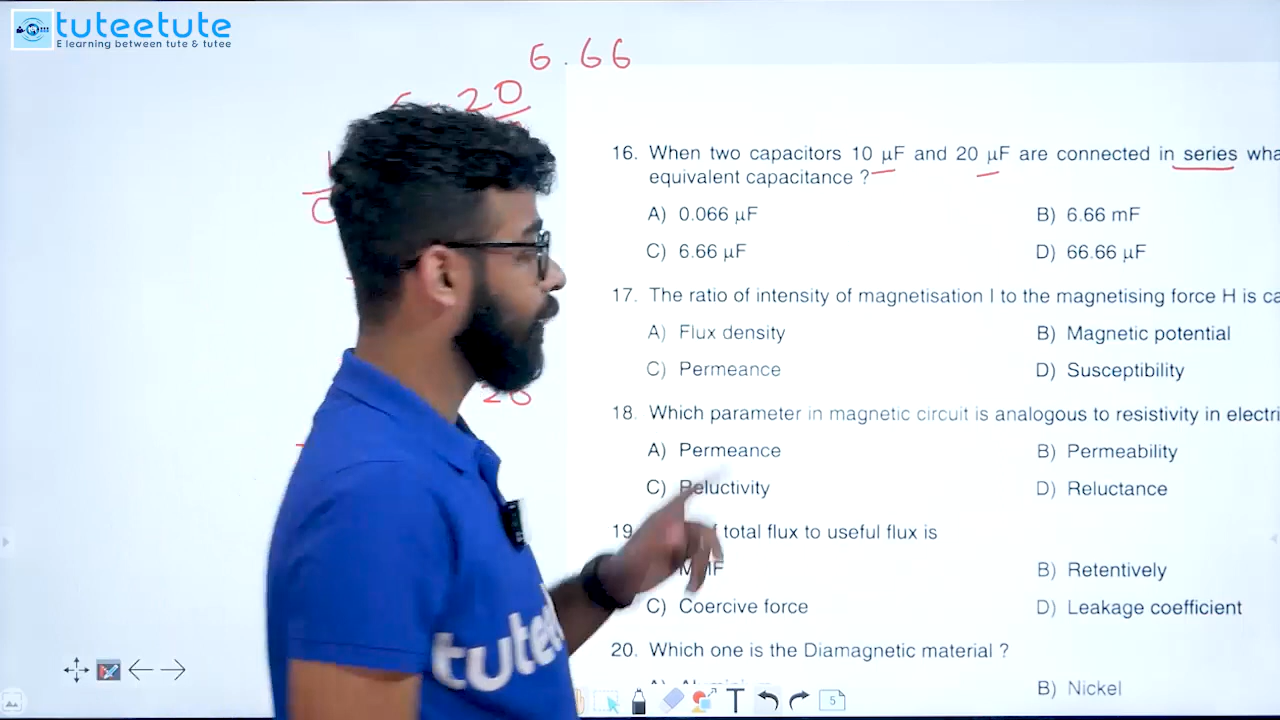 tuteetute
E learning between tute & tutee
6.66
20
16. When two capacitors 10 µF and 20 µF are connected in series
equivalent capacitance ?
A) 0.066 µF B) 6.66 mF
C) 6.66 µF D) 66.66 µF
17. The ratio of intensity of magnetisation I to the magnetising force H is
A) Flux density B) Magnetic potential
C) Permeance D) Susceptibility
18. Which parameter in magnetic circuit is analogous to resistivity in
A) Permeance B) Permeability
C) Reluctivity D) Reluctance
19. total flux to useful flux is
B) Retentively
C) Coercive force D) Leakage coefficient
20. Which one is the Diamagnetic material ?
B) Nickel
20
tute
T 5